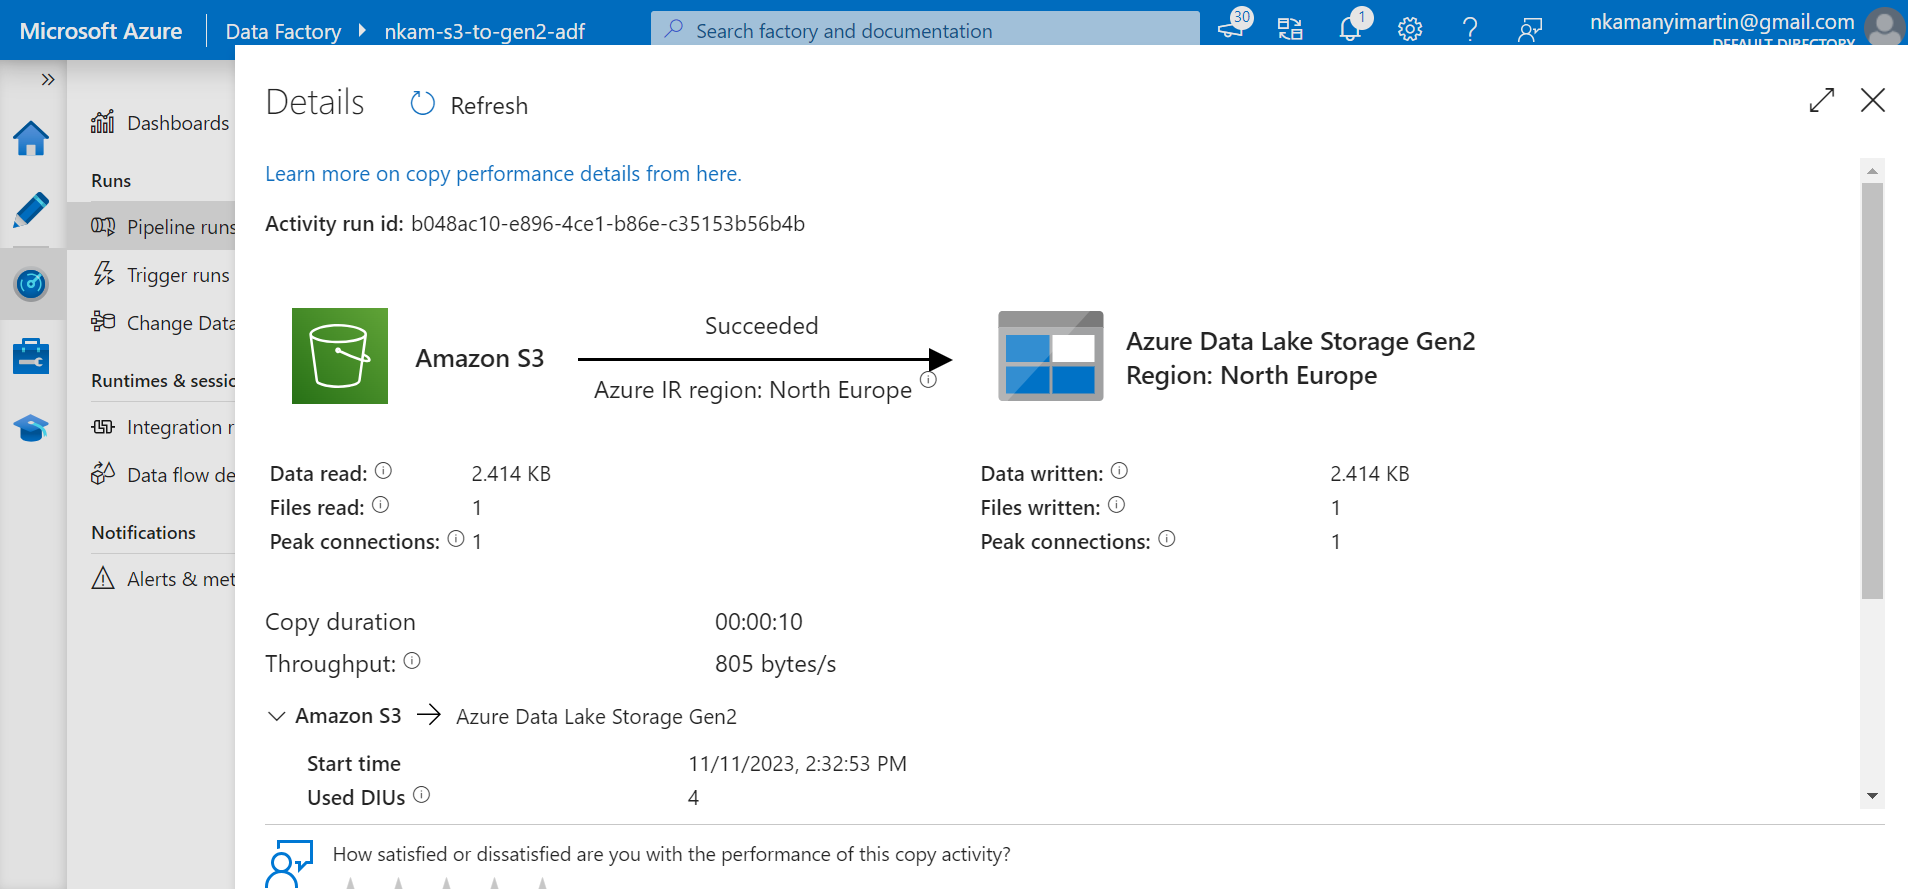 Microsoft Azure
Data Factory
nkam-s3-to-gen2-adf
Search factory and documentation
30
1
nkamanyimartin@gmail.com
DEFAULT DIRECTORY
Dashboards
Runs
Pipeline runs
Trigger runs
Change Data
Runtimes & sessic
Integration r
Data flow de
Notifications
Alerts & met
Details
Refresh
Learn more on copy performance details from here.
Activity run id: b048ac10-e896-4ce1-b86e-c35153b56b4b
Amazon S3
Succeeded
Azure IR region: North Europe
Azure Data Lake Storage Gen2
Region: North Europe
Data read: 2.414 KB
Files read: 1
Peak connections: 1
Data written: 2.414 KB
Files written: 1
Peak connections: 1
Copy duration 00:00:10
Throughput: 805 bytes/s
Amazon S3 → Azure Data Lake Storage Gen2
Start time 11/11/2023, 2:32:53 PM
Used DIUs 4
How satisfied or dissatisfied are you with the performance of this copy activity?